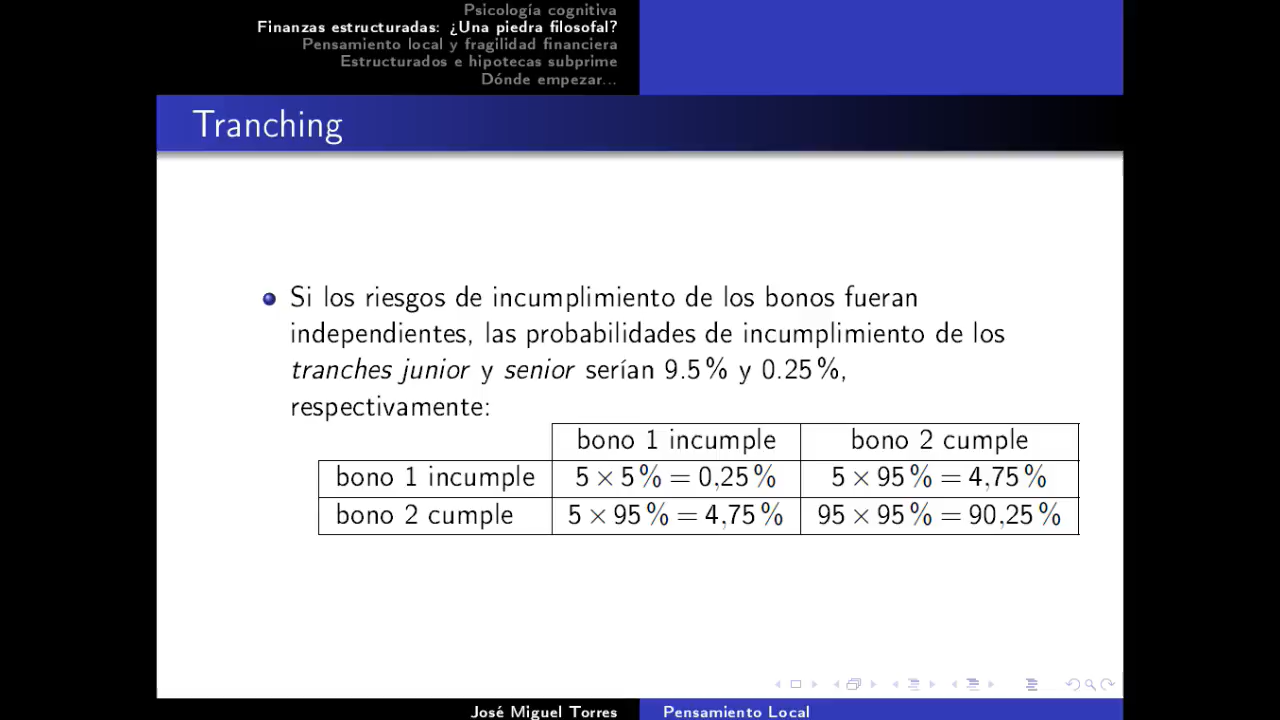 Psicología cognitiva
Finanzas estructuradas: ¿Una piedra filosofal?
Pensamiento local y fragilidad financiera
Estructurados e hipotecas subprime
Dónde empezar...
Tranching
Si los riesgos de incumplimiento de los bonos fueran
independientes, las probabilidades de incumplimiento de los
tranches junior y senior serían 9.5 % y 0.25 %,
respectivamente:
bono 1 incumple bono 2 cumple
bono 1 incumple 5 × 5 % = 0,25 % 5 × 95 % = 4,75 %
bono 2 cumple 5 × 95 % = 4,75 % 95 × 95 % = 90,25 %
José Miguel Torres Pensamiento Local